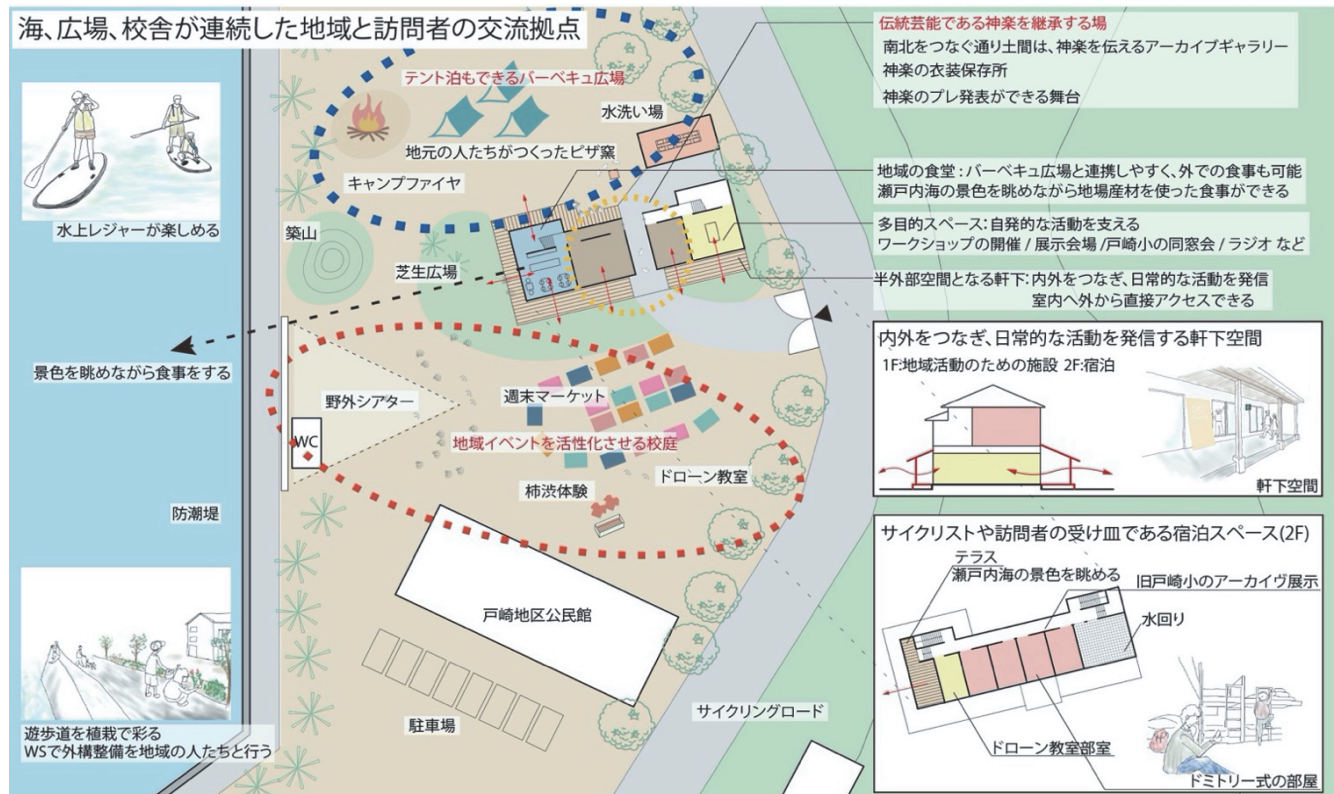 海、広場、校舎が連続した地域と訪問者の交流拠点
水上レジャーが楽しめる
テント泊もできるバーベキュ広場
水洗い場
地元の人たちがつくったピザ窯
キャンプファイヤ
築山
芝生広場
景色を眺めながら食事をする
野外シアター
週末マーケット
WC
地域イベントを活性化させる校庭
ドローン教室
柿渋体験
防潮堤
戸崎地区公民館
遊歩道を植栽で彩る
WSで外構整備を地域の人たちと行う
駐車場
サイクリングロード
伝統芸能である神楽を継承する場
南北をつなぐ通り土間は、神楽を伝えるアーカイブギャラリー
神楽の衣装保存所
神楽のプレ発表ができる舞台
地域の食堂:バーベキュ広場と連携しやすく、外での食事も可能
瀬戸内海の景色を眺めながら地場産材を使った食事ができる
多目的スペース:自発的な活動を支える
ワークショップの開催/展示会場/戸崎小の同窓会/ラジオ など
半外部空間となる軒下:内外をつなぎ、日常的な活動を発信
室内へ外から直接アクセスできる
内外をつなぎ、日常的な活動を発信する軒下空間
1F:地域活動のための施設 2F:宿泊
軒下空間
サイクリストや訪問者の受け皿である宿泊スペース(2F)
テラス
瀬戸内海の景色を眺める
旧戸崎小のアーカイヴ展示
水回り
ドローン教室部室
ドミトリー式の部屋